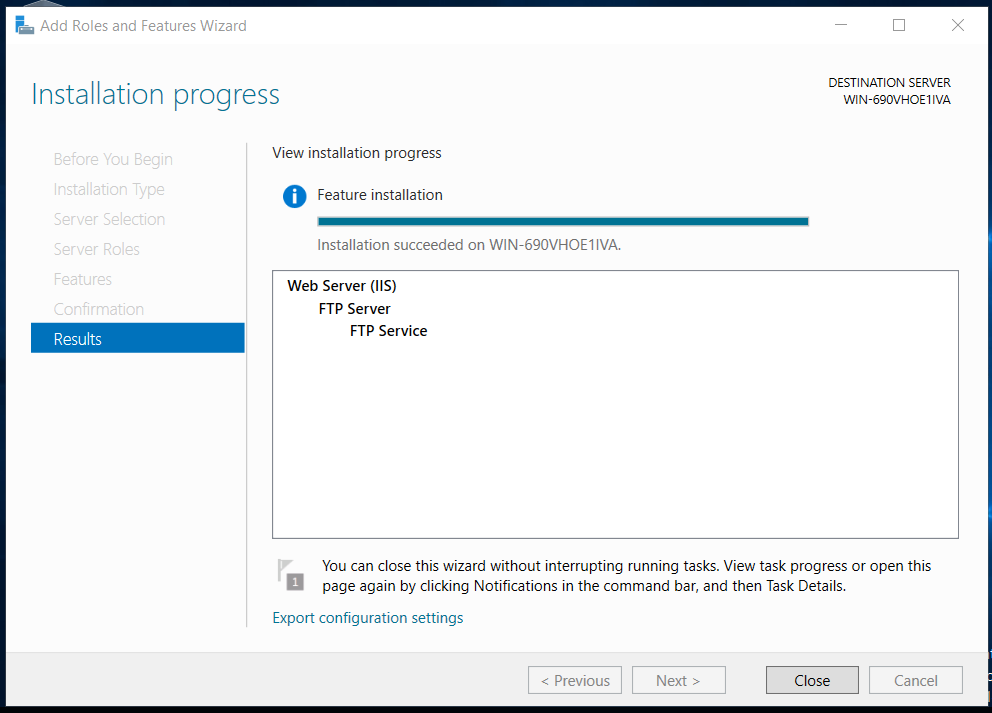 Add Roles and Features Wizard
Installation progress
DESTINATION SERVER
WIN-690VHOE1IVA
Before You Begin
Installation Type
Server Selection
Server Roles
Features
Confirmation
Results
View installation progress
Feature installation
Installation succeeded on WIN-690VHOE1IVA.
Web Server (IIS)
FTP Server
FTP Service
1
You can close this wizard without interrupting running tasks. View task progress or open this
page again by clicking Notifications in the command bar, and then Task Details.
Export configuration settings
< Previous
Next >
Close
Cancel